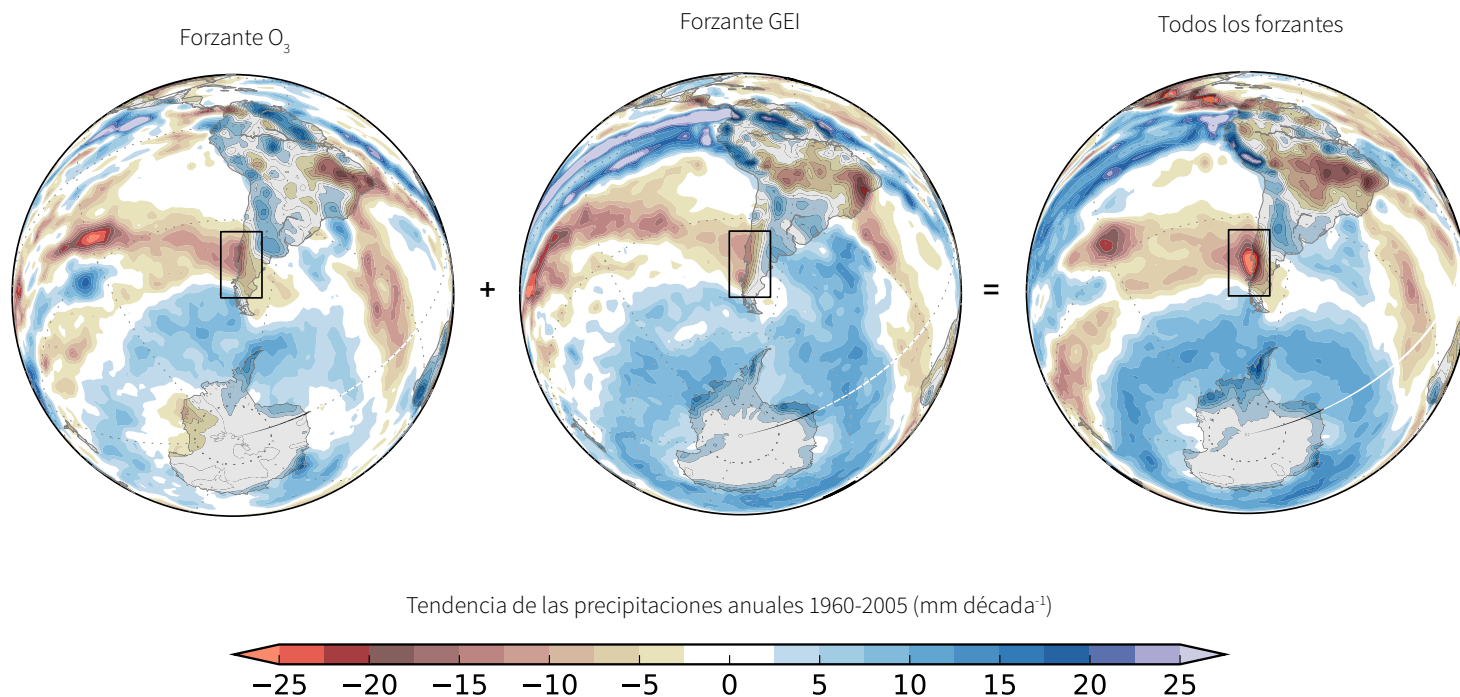 Forzante O₃
Forzante GEI
Todos los forzantes
+
=
Tendencia de las precipitaciones anuales 1960-2005 (mm década⁻¹)
−25 −20 −15 −10 −5 0 5 10 15 20 25